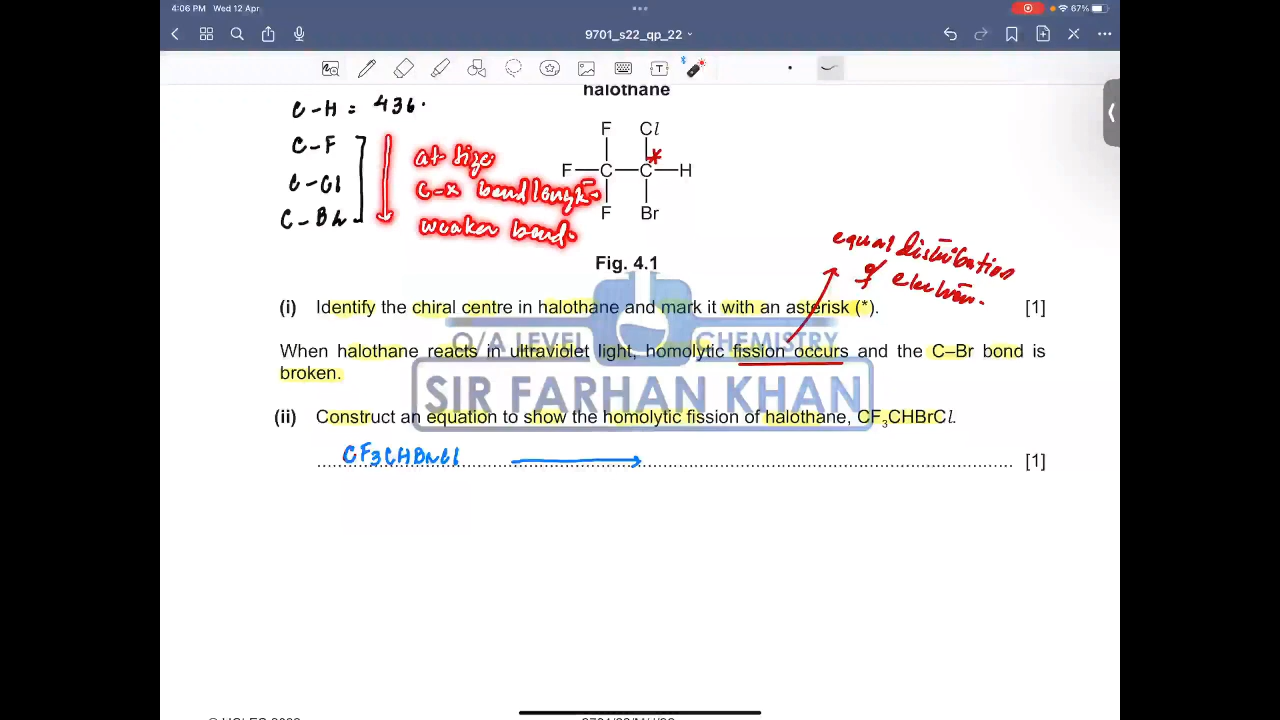 4:06 PM Wed 12 Apr
67%
9701_s22_qp_22
halothane
C-H = 436.
C-F
C-Cl
C-Br
at size
C-X bond length
weaker bond.
F Cl
F C C H
F Br
*
equal distribution
of electron.
Fig. 4.1
(i) Identify the chiral centre in halothane and mark it with an asterisk (*). [1]
O/A LEVEL CHEMISTRY
When halothane reacts in ultraviolet light, homolytic fission occurs and the C–Br bond is
broken.
SIR FARHAN KHAN
(ii) Construct an equation to show the homolytic fission of halothane, CF3CHBrCl.
CF3CHBrCl
[1]